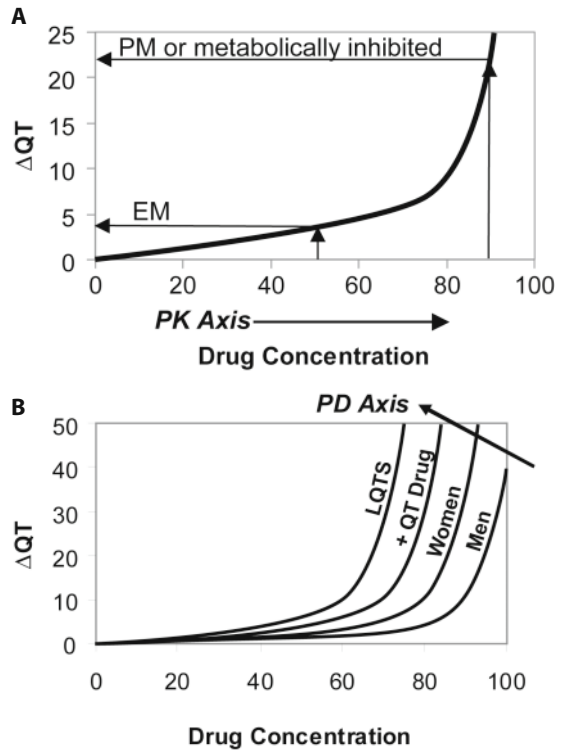 A
25
PM or metabolically inhibited
20
15
ΔQT
10
EM
5
0
0 20 40 60 80 100
PK Axis
Drug Concentration
B
PD Axis
50
40
LQTS
+ QT Drug
Women
Men
30
ΔQT
20
10
0
0 20 40 60 80 100
Drug Concentration